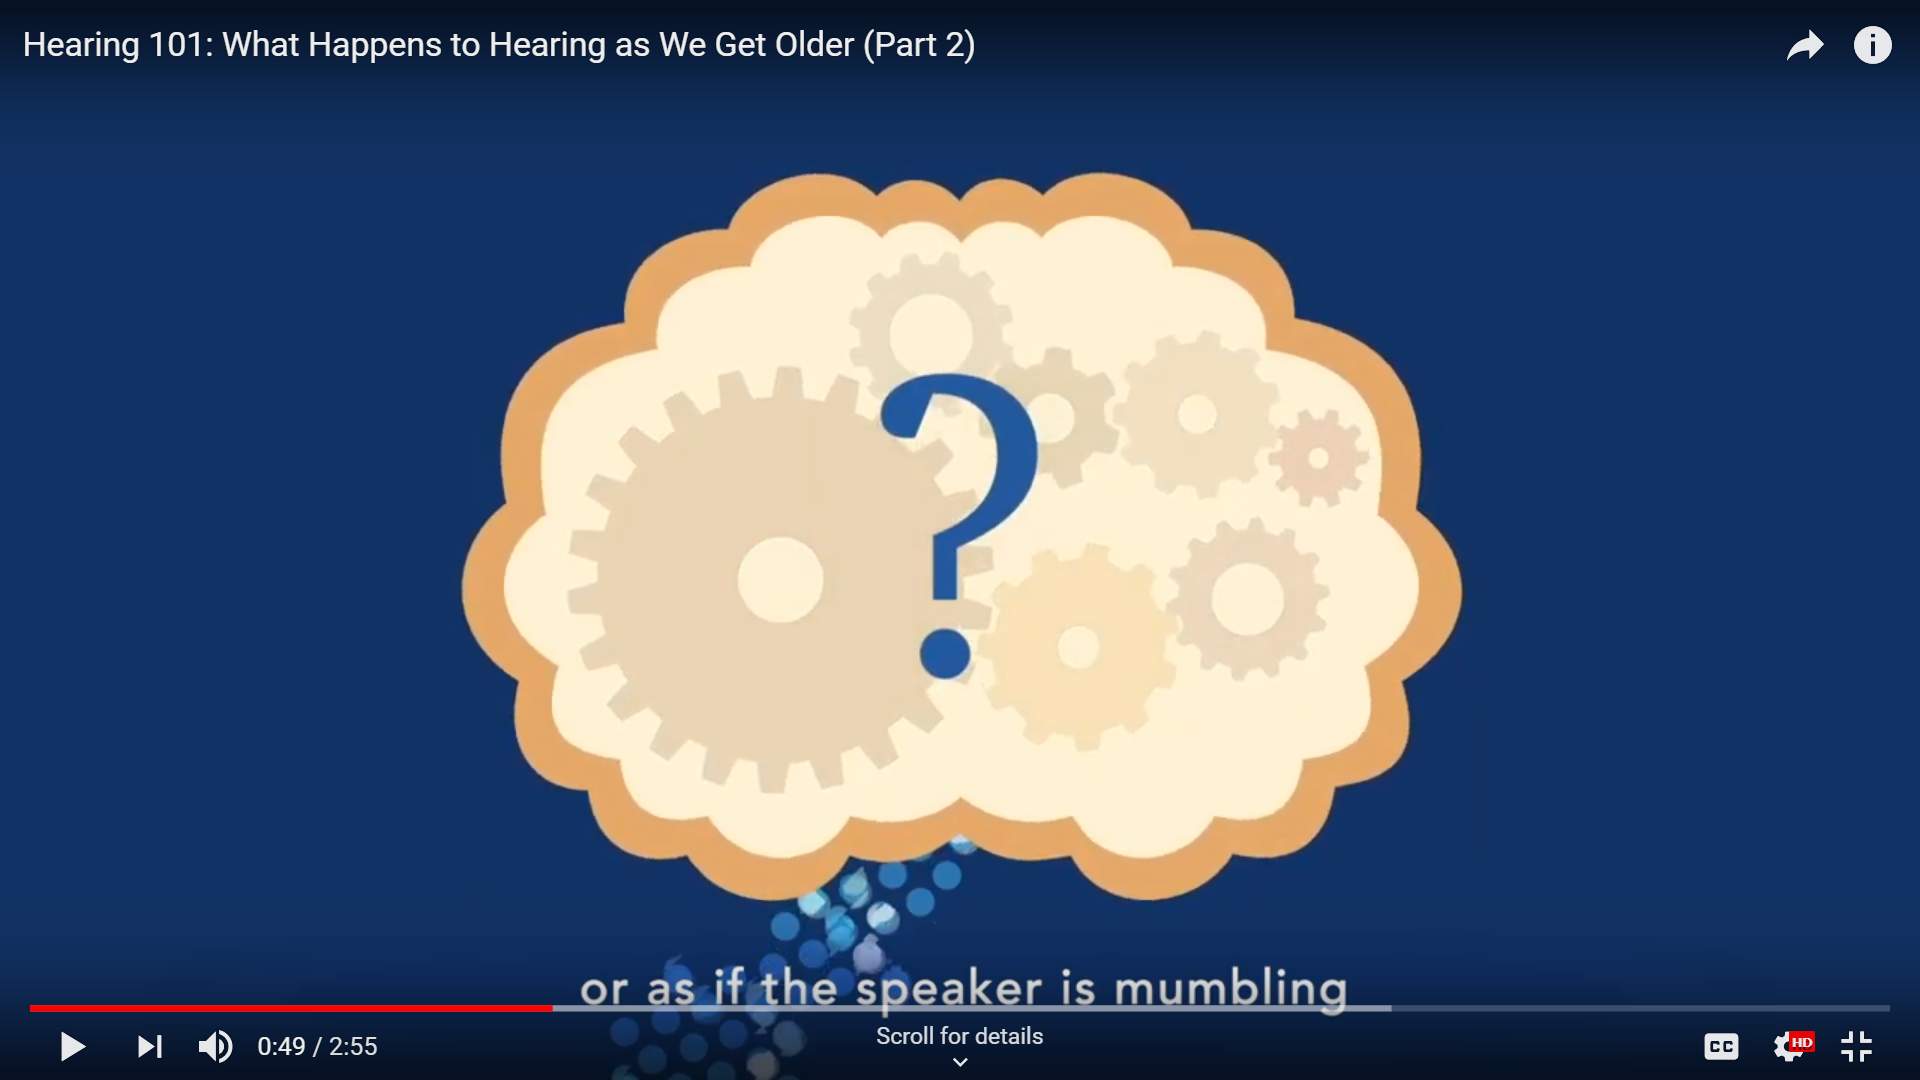 Hearing 101: What Happens to Hearing as We Get Older (Part 2)
?
or as if the speaker is mumbling
0:49 / 2:55
Scroll for details
CC
HD